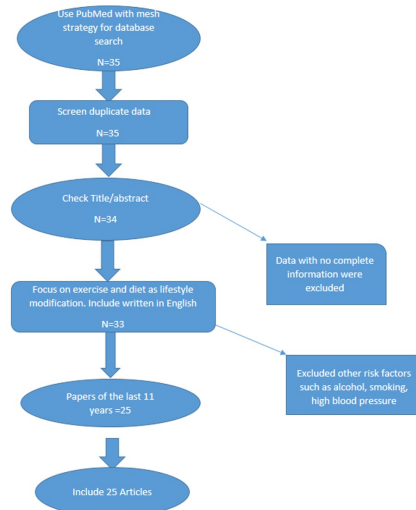 Use PubMed with mesh
strategy for database
search
N=35
Screen duplicate data
N=35
Check Title/abstract
N=34
Data with no complete
information were
excluded
Focus on exercise and diet as lifestyle
modification. Include written in English
N=33
Excluded other risk factors
such as alcohol, smoking,
high blood pressure
Papers of the last 11
years =25
Include 25 Articles